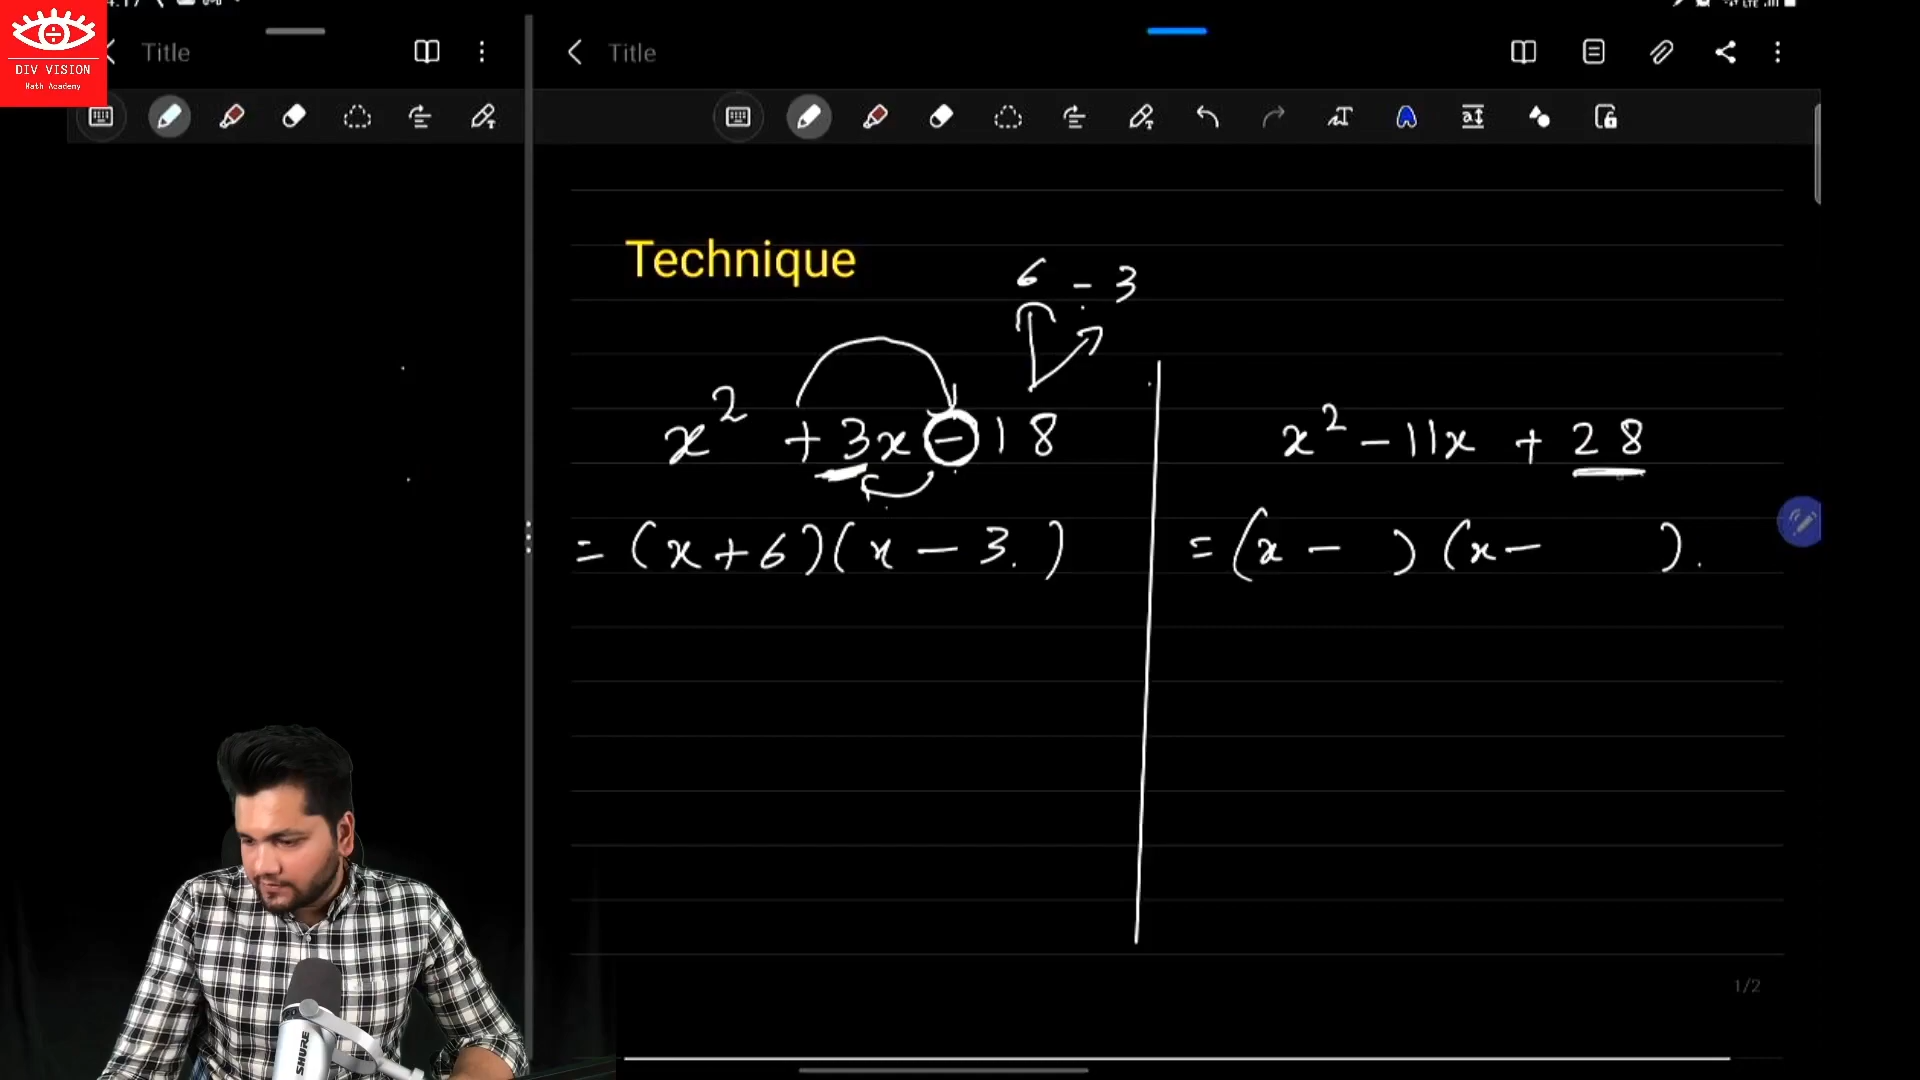 DIV VISION
Math Academy
Title
Title
Technique
6 - 3
x² + 3x - 18
= (x + 6)(x - 3.)
x² - 11x + 28
= (x - )(x - ).
1/2
SHURE